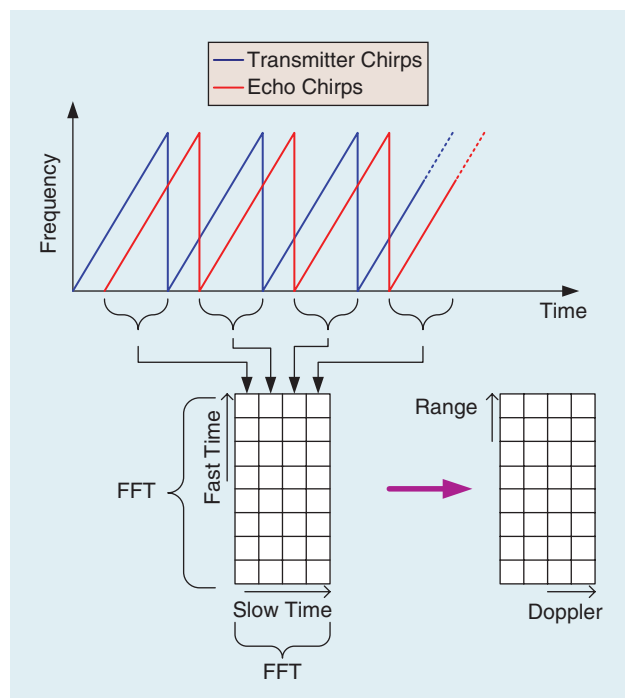 Transmitter Chirps
Echo Chirps
Frequency
Time
Fast Time
FFT
Slow Time
FFT
Range
Doppler